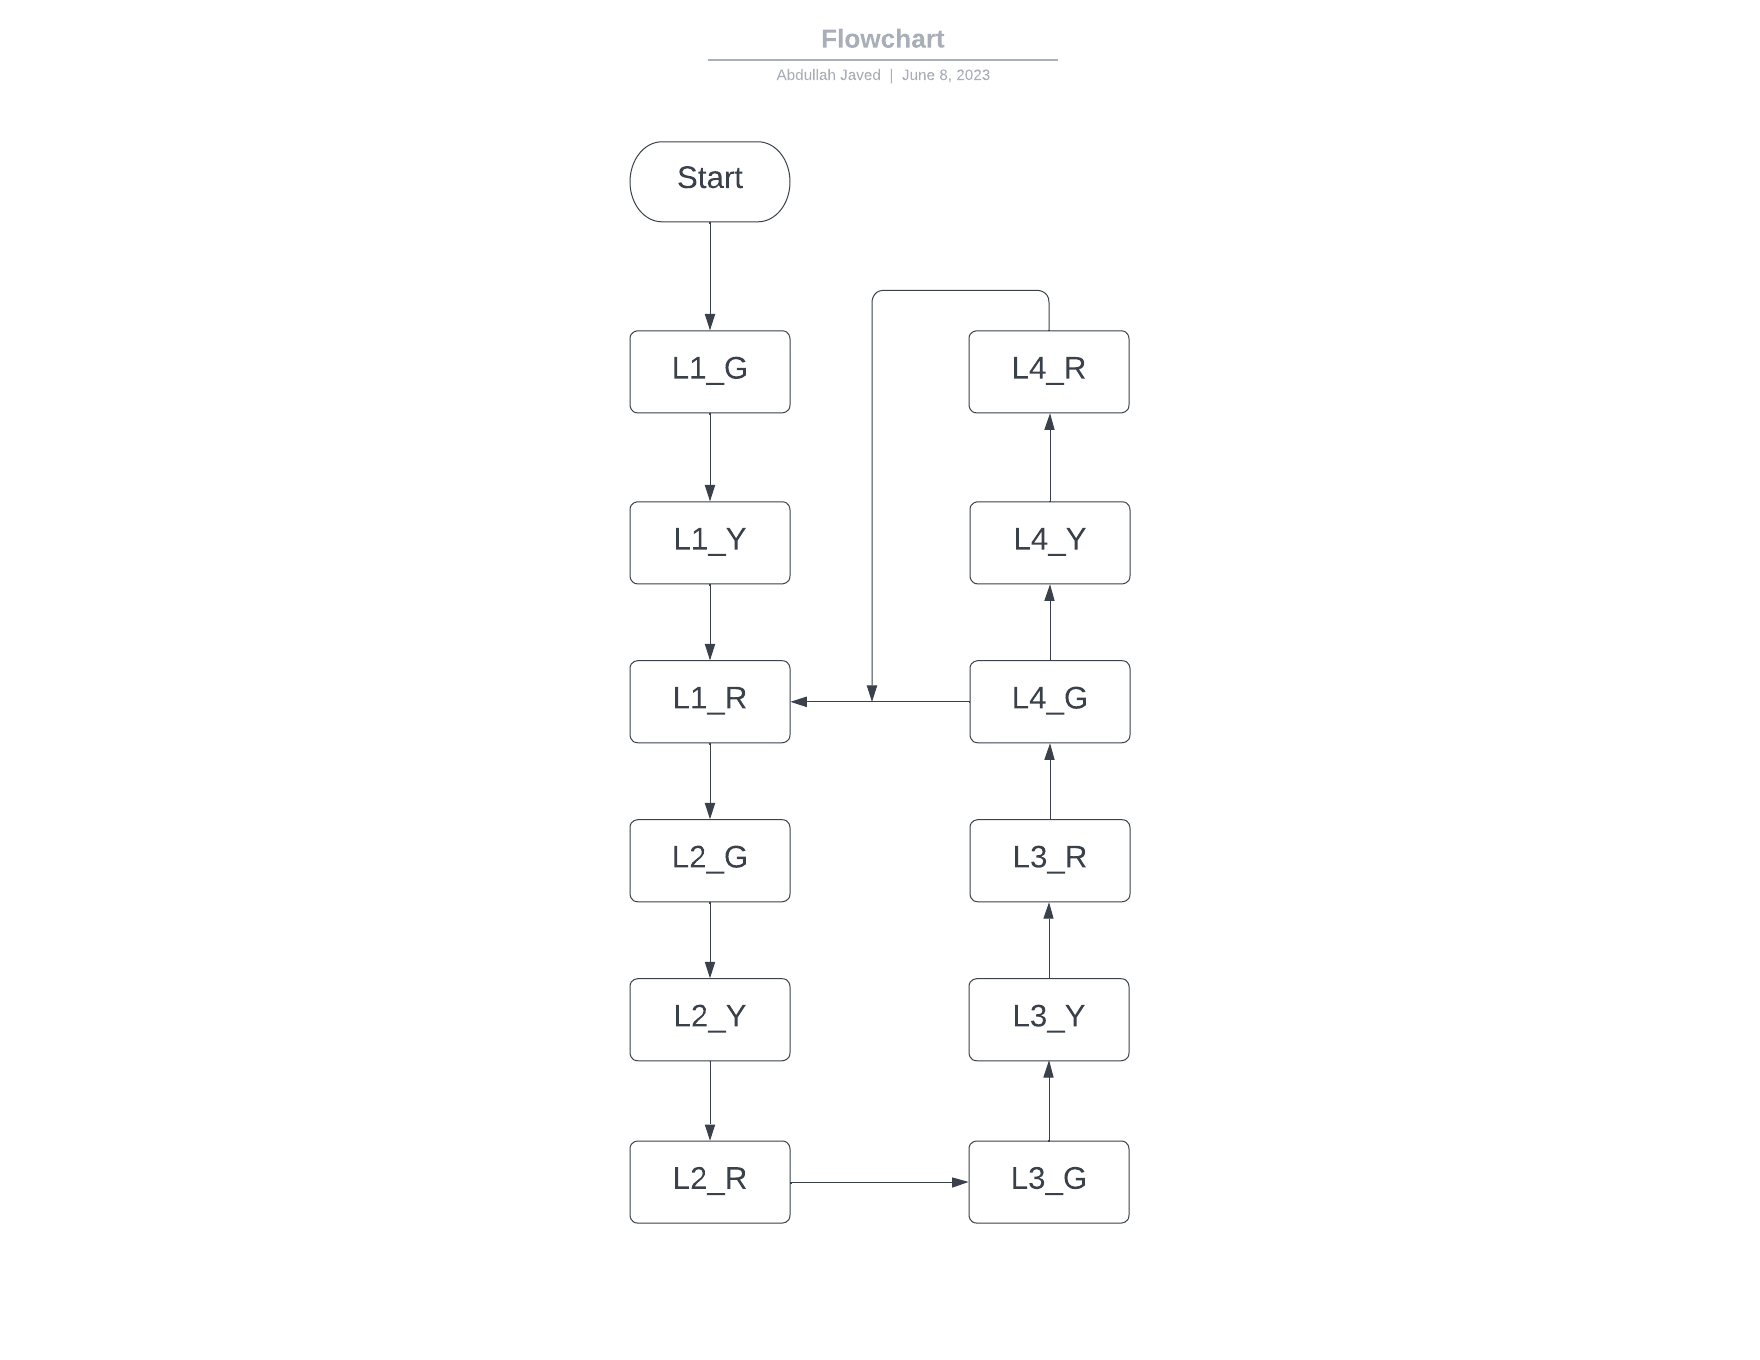 Flowchart
Abdullah Javed | June 8, 2023
Start
L1_G
L1_Y
L1_R
L2_G
L2_Y
L2_R
L4_R
L4_Y
L4_G
L3_R
L3_Y
L3_G